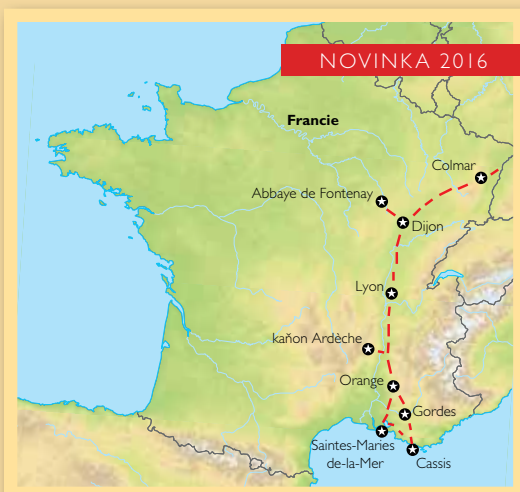 NOVINKA 2016
Francie
Colmar
Abbaye de Fontenay
Dijon
Lyon
kaňon Ardèche
Orange
Gordes
Saintes-Maries
de-la-Mer
Cassis